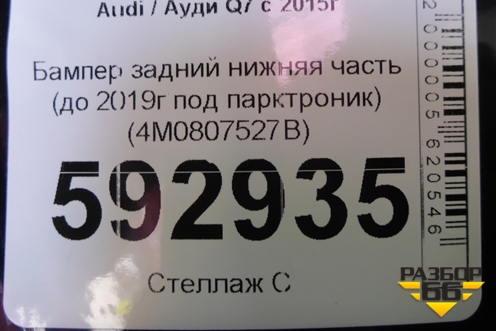 Audi / Ауди Q7 с 2015г
Бампер задний нижняя часть
(до 2019г под парктроник)
(4M0807527B)
592935
Стеллаж С
2000005620546
РАЗБОР
66